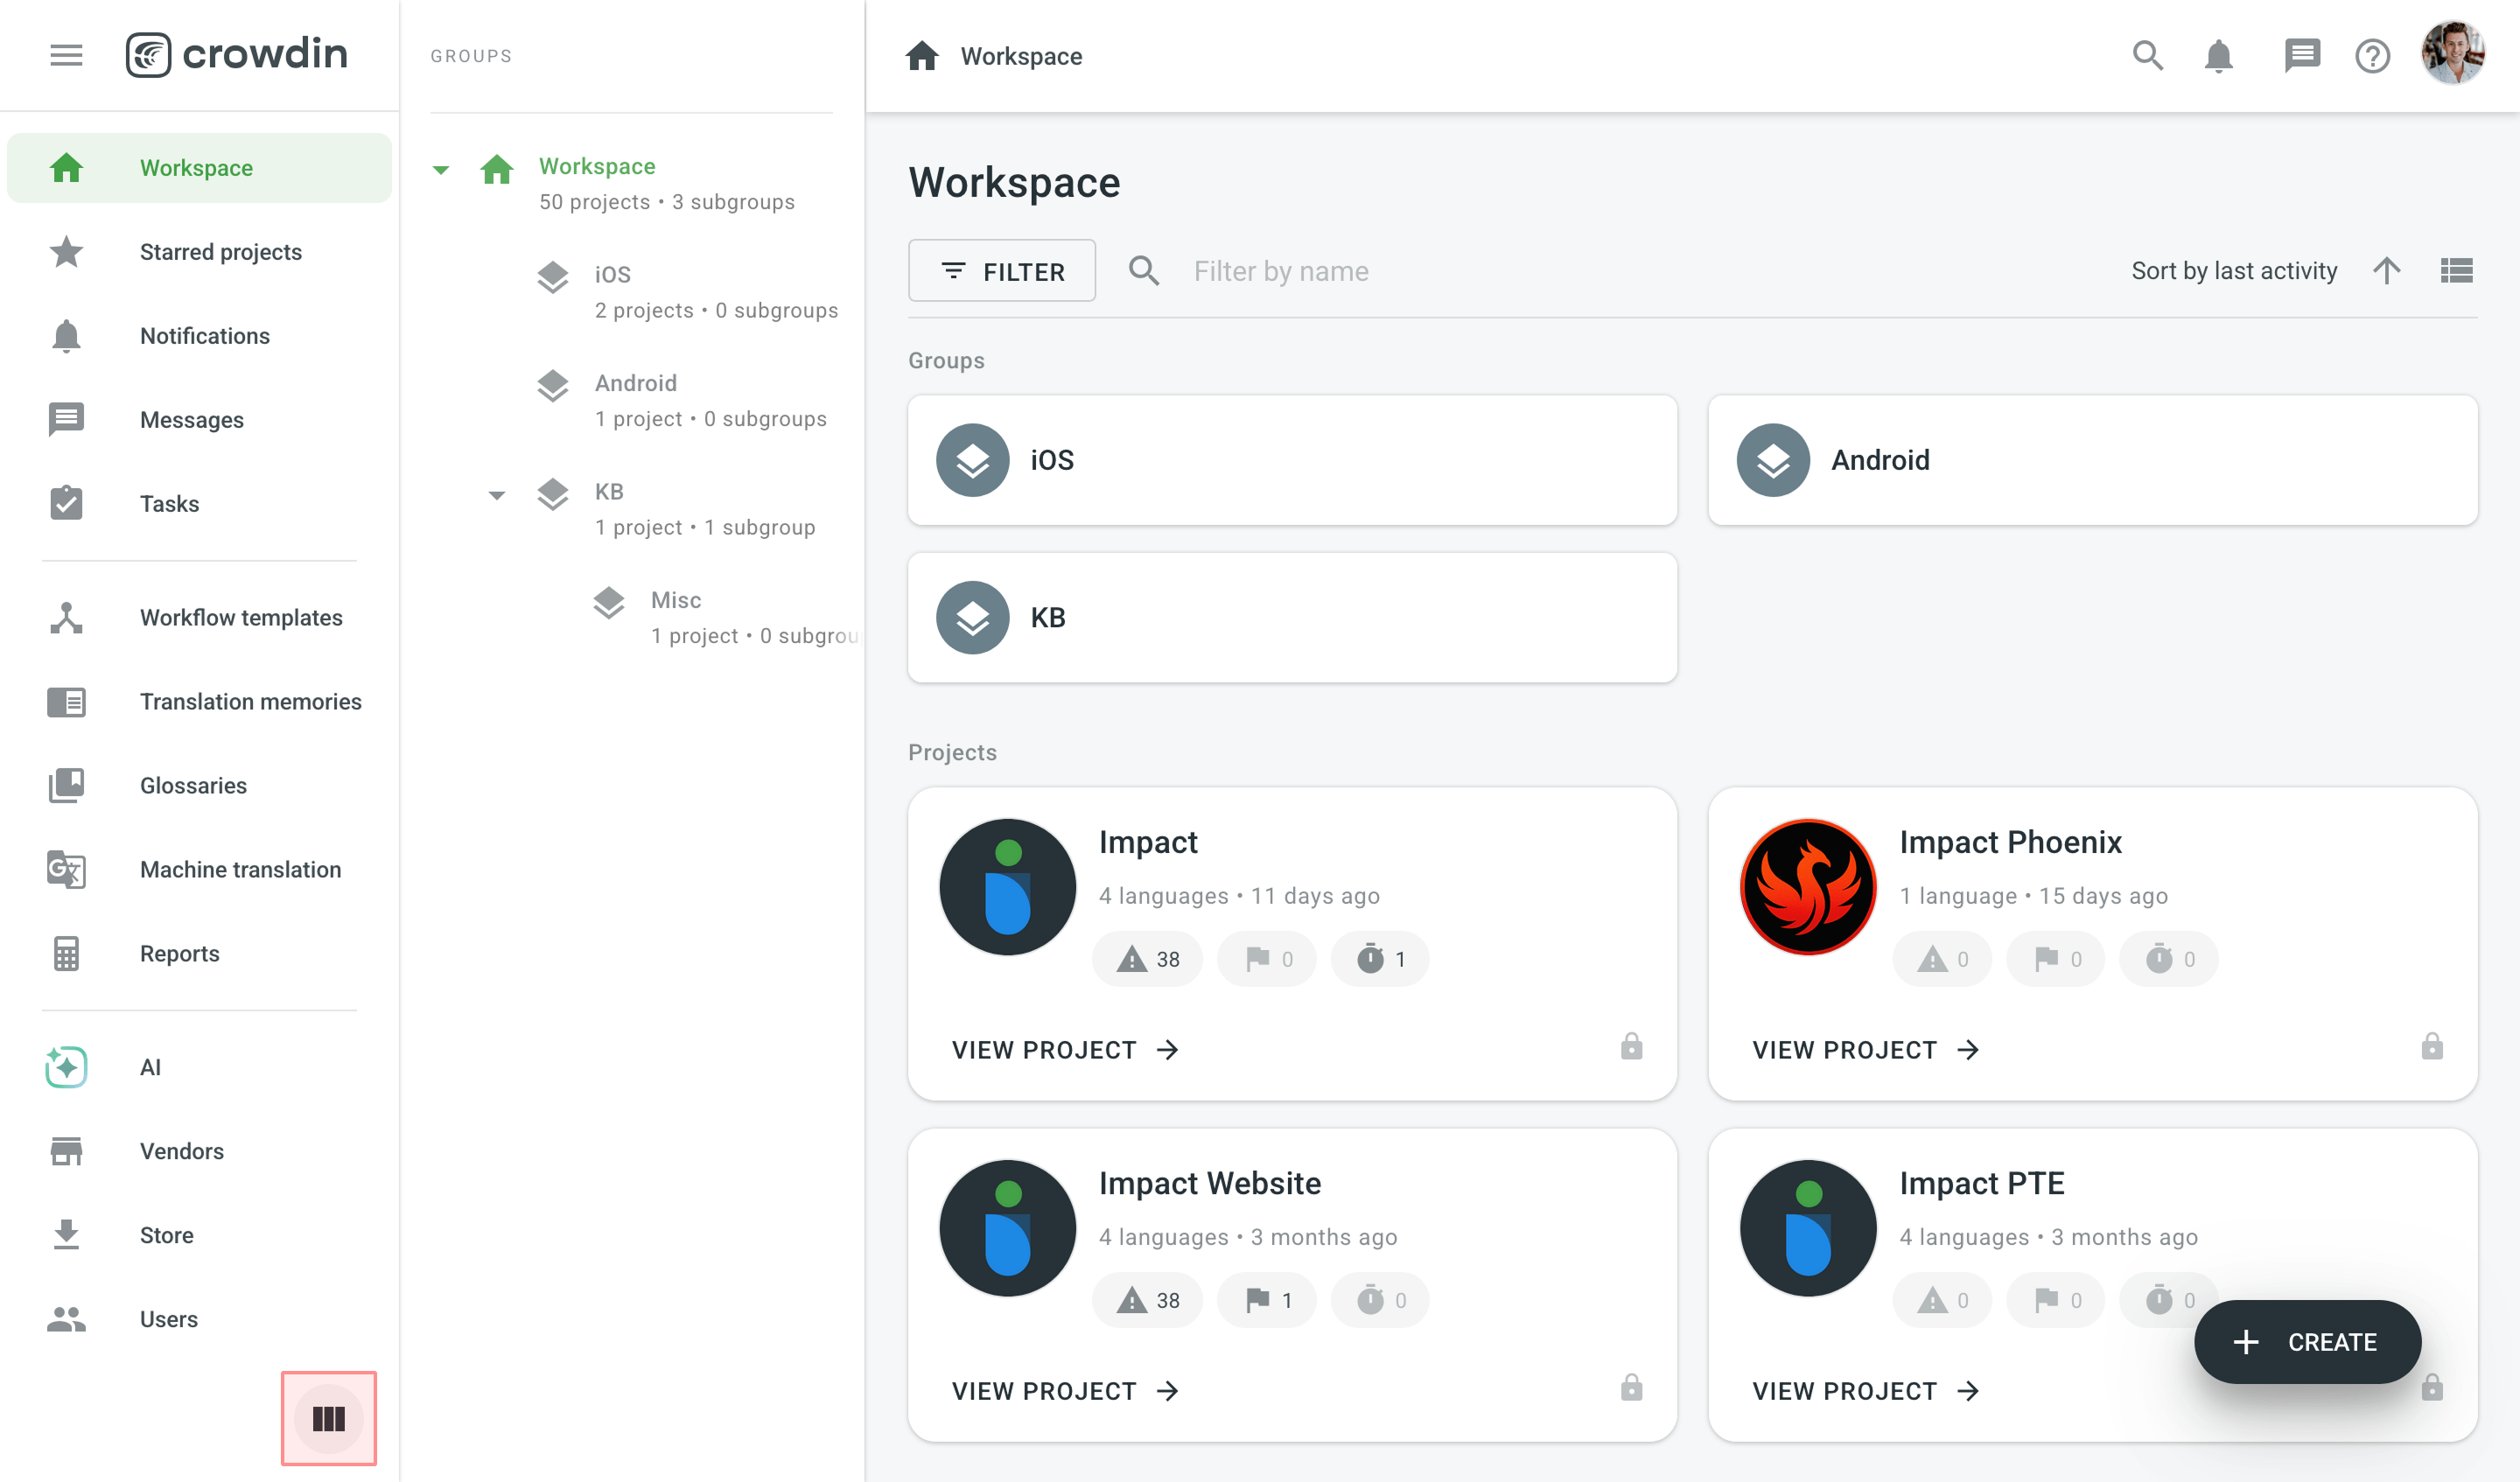 crowdin
Workspace
Starred projects
Notifications
Messages
Tasks
Workflow templates
Translation memories
Glossaries
Machine translation
Reports
AI
Vendors
Store
Users
GROUPS
Workspace
50 projects • 3 subgroups
iOS
2 projects • 0 subgroups
Android
1 project • 0 subgroups
KB
1 project • 1 subgroup
Misc
1 project • 0 subgrou
Workspace
Workspace
FILTER
Filter by name
Sort by last activity
Groups
iOS
Android
KB
Projects
Impact
4 languages • 11 days ago
38 0 1
VIEW PROJECT
Impact Phoenix
1 language • 15 days ago
0 0 0
VIEW PROJECT
Impact Website
4 languages • 3 months ago
38 1 0
VIEW PROJECT
Impact PTE
4 languages • 3 months ago
0 0 0
VIEW PROJECT
CREATE